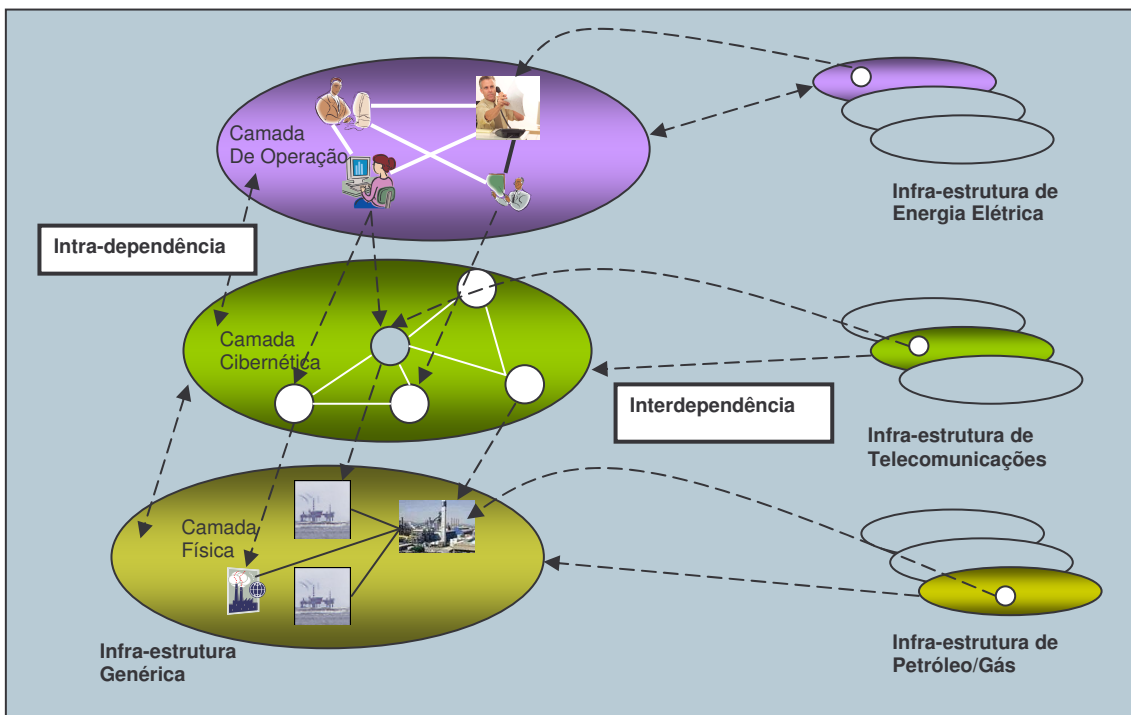 Camada
De Operação
Infra-estrutura de
Energia Elétrica
Intra-dependência
Camada
Cibernética
Interdependência
Infra-estrutura de
Telecomunicações
Camada
Física
Infra-estrutura
Genérica
Infra-estrutura de
Petróleo/Gás